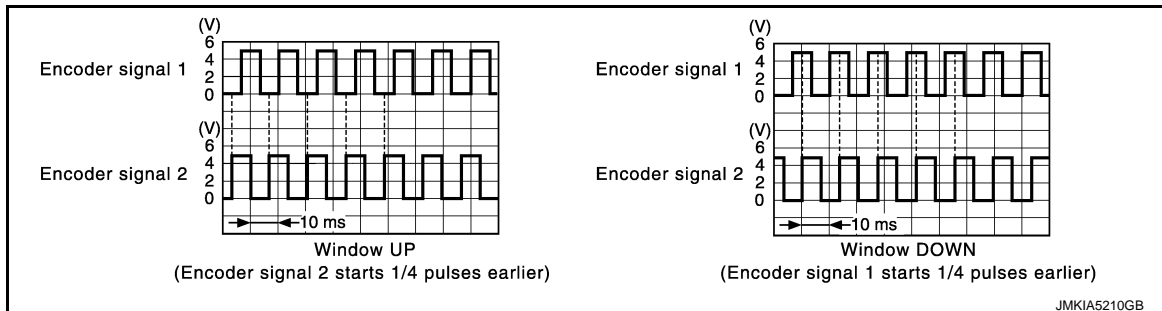 (V)
6
Encoder signal 1
4
2
0
(V)
6
Encoder signal 2
4
2
0
10 ms
Window UP
(Encoder signal 2 starts 1/4 pulses earlier)
(V)
6
Encoder signal 1
4
2
0
(V)
6
Encoder signal 2
4
2
0
10 ms
Window DOWN
(Encoder signal 1 starts 1/4 pulses earlier)
JMKIA5210GB